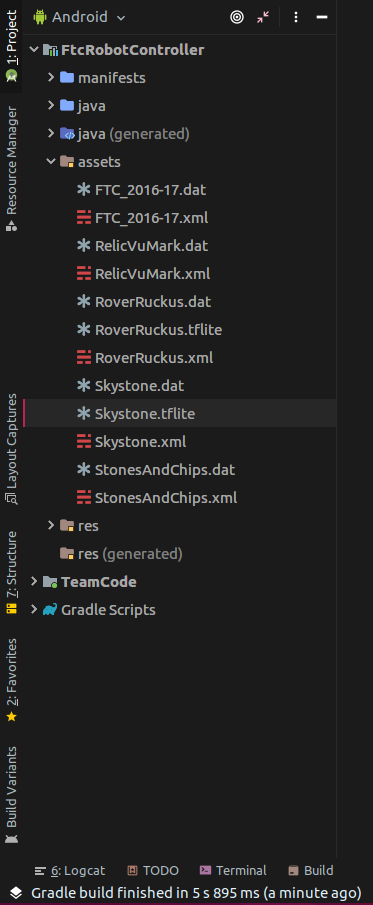 Android
FtcRobotController
manifests
java
java (generated)
assets
FTC_2016-17.dat
FTC_2016-17.xml
RelicVuMark.dat
RelicVuMark.xml
RoverRuckus.dat
RoverRuckus.tflite
RoverRuckus.xml
Skystone.dat
Skystone.tflite
Skystone.xml
StonesAndChips.dat
StonesAndChips.xml
res
res (generated)
TeamCode
Gradle Scripts
1: Project
Resource Manager
Layout Captures
7: Structure
2: Favorites
Build Variants
6: Logcat TODO Terminal Build
Gradle build finished in 5 s 895 ms (a minute ago)